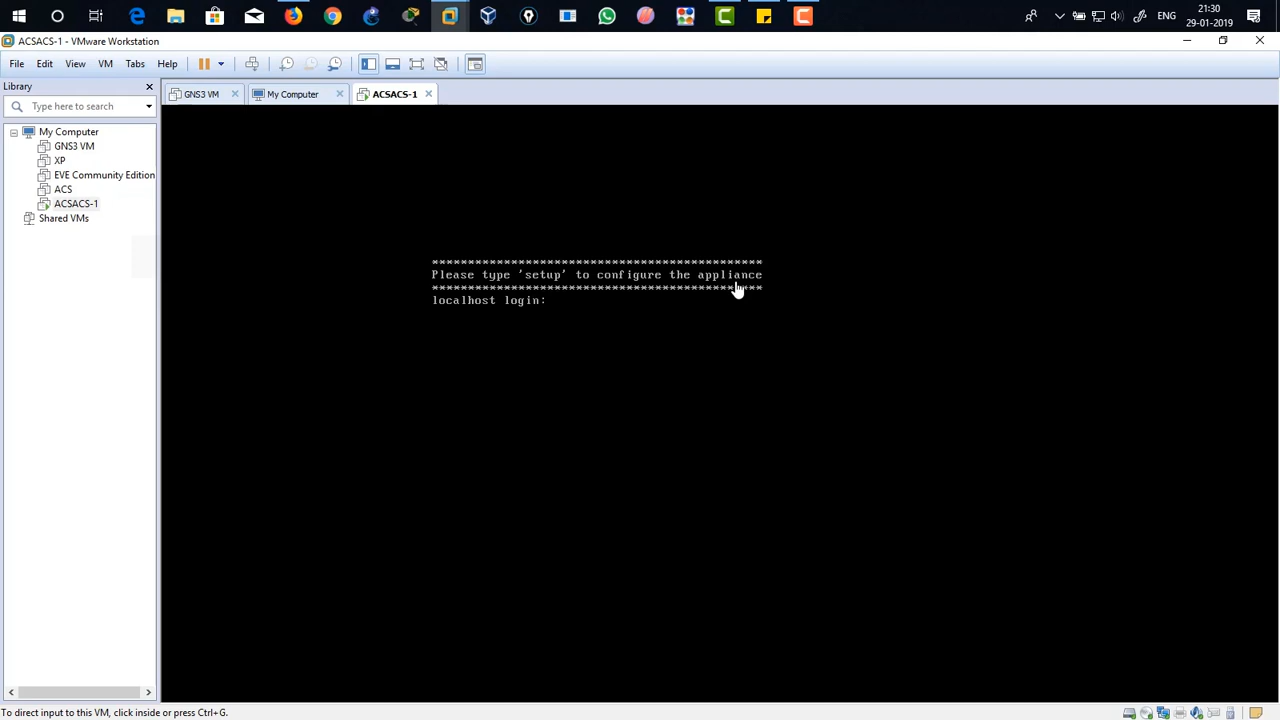 21:30
ENG
29-01-2019
ACSACS-1 - VMware Workstation
File Edit View VM Tabs Help
Library
Type here to search
GNS3 VM
My Computer
ACSACS-1
My Computer
GNS3 VM
XP
EVE Community Edition
ACS
ACSACS-1
Shared VMs
**********************************************
Please type 'setup' to configure the appliance
**********************************************
localhost login:
To direct input to this VM, click inside or press Ctrl+G.